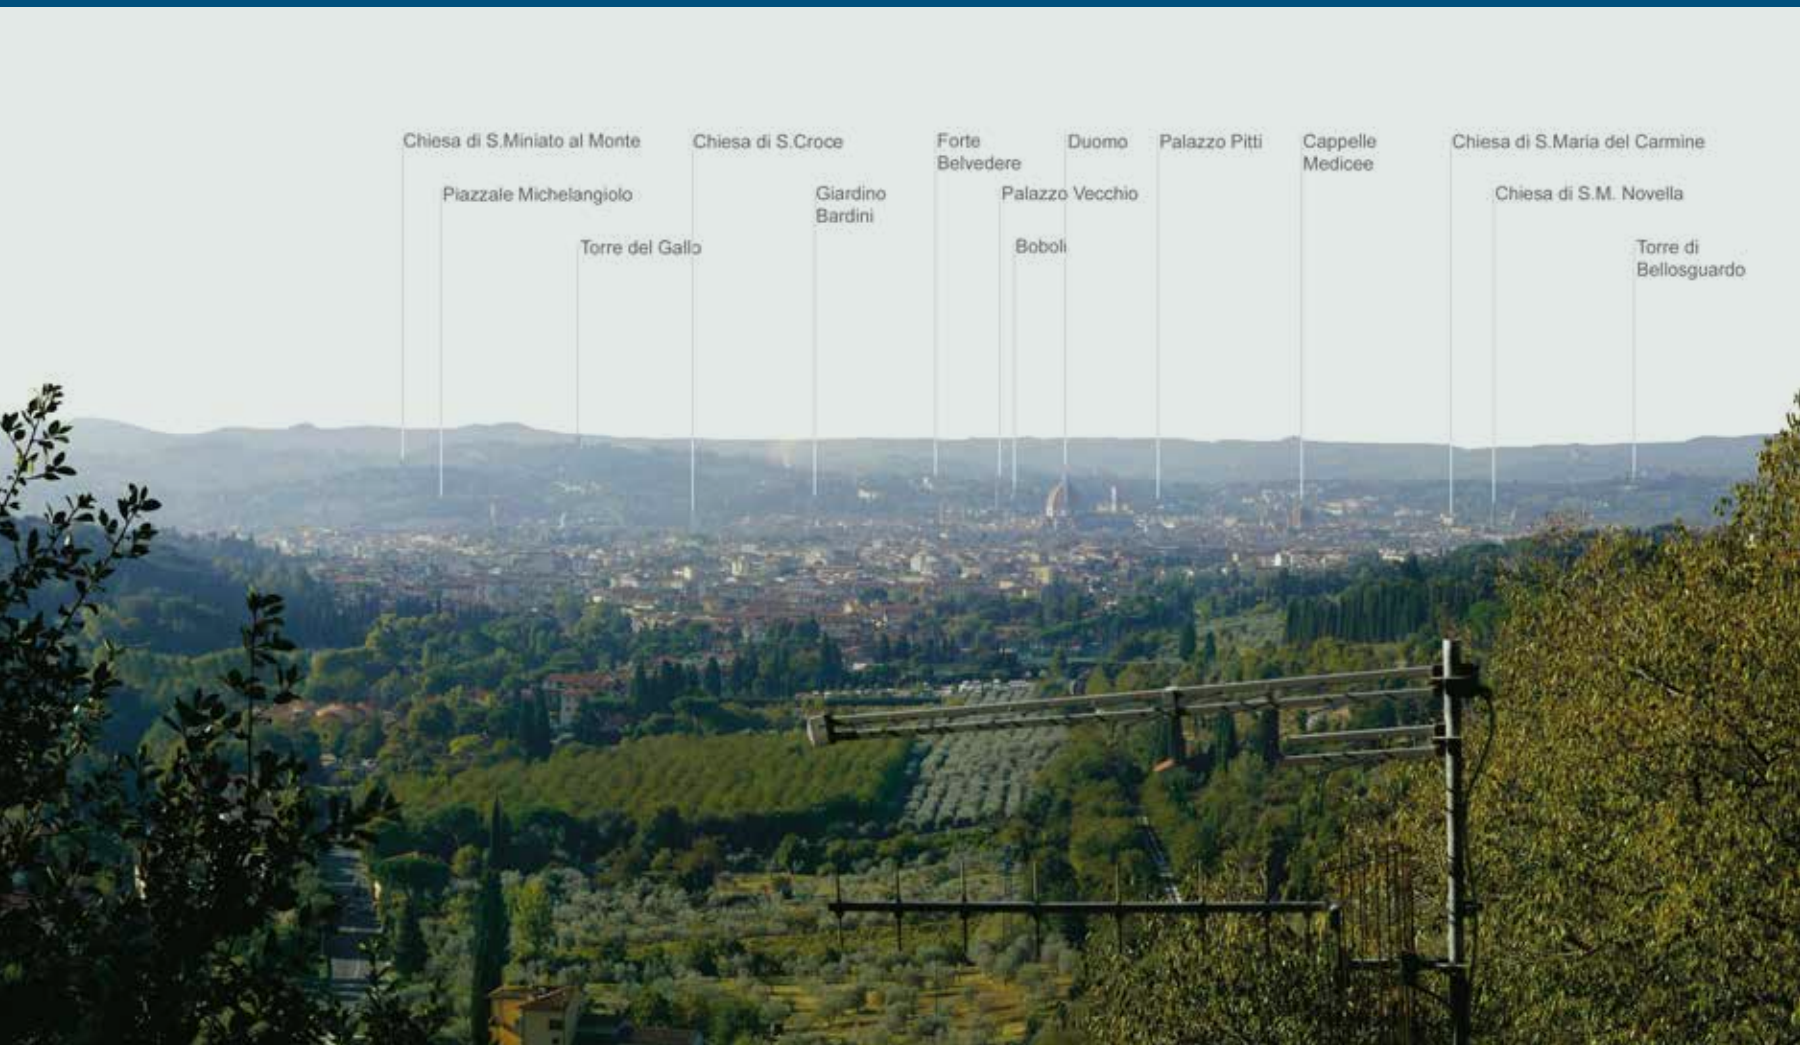 Chiesa di S.Miniato al Monte
Piazzale Michelangiolo
Torre del Gallo
Chiesa di S.Croce
Giardino
Bardini
Forte
Belvedere
Palazzo Vecchio
Boboli
Duomo
Palazzo Pitti
Cappelle
Medicee
Chiesa di S.Maria del Carmine
Chiesa di S.M. Novella
Torre di
Bellosguardo